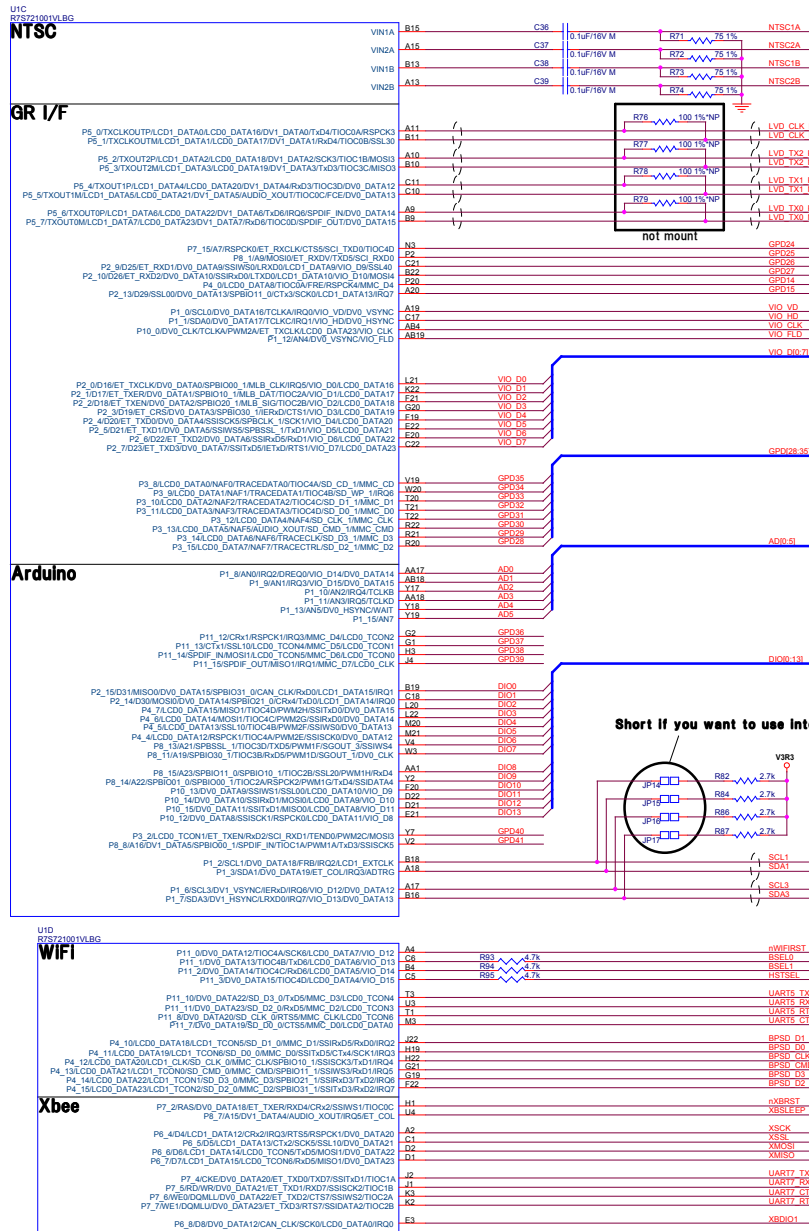 U1C
R7S721001VLBG
NTSC
VIN1A B15 C36 0.1uF/16V M R71 75 1% NTSC1A
VIN2A A15 C37 0.1uF/16V M R72 75 1% NTSC2A
VIN1B B13 C38 0.1uF/16V M R73 75 1% NTSC1B
VIN2B A13 C39 0.1uF/16V M R74 75 1% NTSC2B
GR I/F
P5_0/TXCLKOUTP/LCD1_DATA0/LCD0_DATA16/DV1_DATA0/TxD4/TIOC0A/RSPCK3 A11 R76 100 1%*NP LVD_CLK
P5_1/TXCLKOUTM/LCD1_DATA1/LCD0_DATA17/DV1_DATA1/RxD4/TIOC0B/SSL30 B11 LVD_CLK
P5_2/TXOUT2P/LCD1_DATA2/LCD0_DATA18/DV1_DATA2/SCK3/TIOC1B/MOSI3 A10 R77 100 1%*NP LVD_TX2
P5_3/TXOUT2M/LCD1_DATA3/LCD0_DATA19/DV1_DATA3/TxD3/TIOC3C/MISO3 B10 LVD_TX2
P5_4/TXOUT1P/LCD1_DATA4/LCD0_DATA20/DV1_DATA4/RxD3/TIOC3D/DV0_DATA12 C11 R78 100 1%*NP LVD_TX1
P5_5/TXOUT1M/LCD1_DATA5/LCD0_DATA21/DV1_DATA5/AUDIO_XOUT/TIOC0C/FCE/DV0_DATA13 C10 LVD_TX1
P5_6/TXOUT0P/LCD1_DATA6/LCD0_DATA22/DV1_DATA6/TxD6/IRQ6/SPDIF_IN/DV0_DATA14 A9 R79 100 1%*NP LVD_TX0
P5_7/TXOUT0M/LCD1_DATA7/LCD0_DATA23/DV1_DATA7/RxD6/TIOC0D/SPDIF_OUT/DV0_DATA15 B9 LVD_TX0
not mount
P7_15/A7/RSPCK0/ET_RXCLK/CTS5/SCI_TXD0/TIOC4D N3 GPD24
P8_1/A9/MOSI0/ET_RXDV/TXD5/SCI_RXD0 P2 GPD25
P2_9/D25/ET_RXD1/DV0_DATA9/SSIWS0/LRXD0/LCD1_DATA9/VIO_D9/SSL40 C21 GPD26
P2_10/D26/ET_RXD2/DV0_DATA10/SSIRxD0/LTXD0/LCD1_DATA10/VIO_D10/MOSI4 B22 GPD27
P4_0/LCD0_DATA8/TIOC0A/FRE/RSPCK4/MMC_D4 P20 GPD14
P2_13/D29/SSL00/DV0_DATA13/SPBIO11_0/CTx3/SCK0/LCD1_DATA13/IRQ7 A20 GPD15
P1_0/SCL0/DV0_DATA16/TCLKA/IRQ0/VIO_VD/DV0_VSYNC A19 VIO_VD
P1_1/SDA0/DV0_DATA17/TCLKC/IRQ1/VIO_HD/DV0_HSYNC C17 VIO_HD
P10_0/DV0_CLK/TCLKA/PWM2A/ET_TXCLK/LCD0_DATA23/VIO_CLK AB4 VIO_CLK
P1_12/AN4/DV0_VSYNC/VIO_FLD AB19 VIO_FLD
VIO_D[0:7]
P2_0/D16/ET_TXCLK/DV0_DATA0/SPBIO00_1/MLB_CLK/IRQ5/VIO_D0/LCD0_DATA16 L21 VIO_D0
P2_1/D17/ET_TXER/DV0_DATA1/SPBIO10_1/MLB_DAT/TIOC2A/VIO_D1/LCD0_DATA17 K22 VIO_D1
P2_2/D18/ET_TXEN/DV0_DATA2/SPBIO20_1/MLB_SIG/TIOC2B/VIO_D2/LCD0_DATA18 F21 VIO_D2
P2_3/D19/ET_CRS/DV0_DATA3/SPBIO30_1/IERxD/CTS1/VIO_D3/LCD0_DATA19 G20 VIO_D3
P2_4/D20/ET_TXD0/DV0_DATA4/SSISCK5/SPBCLK_1/SCK1/VIO_D4/LCD0_DATA20 F19 VIO_D4
P2_5/D21/ET_TXD1/DV0_DATA5/SSIWS5/SPBSSL_1/TxD1/VIO_D5/LCD0_DATA21 E22 VIO_D5
P2_6/D22/ET_TXD2/DV0_DATA6/SSIRxD5/RxD1/VIO_D6/LCD0_DATA22 E20 VIO_D6
P2_7/D23/ET_TXD3/DV0_DATA7/SSITxD5/IETxD/RTS1/VIO_D7/LCD0_DATA23 C22 VIO_D7
GPD[28:35]
P3_8/LCD0_DATA0/NAF0/TRACEDATA0/TIOC4A/SD_CD_1/MMC_CD V19 GPD35
P3_9/LCD0_DATA1/NAF1/TRACEDATA1/TIOC4B/SD_WP_1/IRQ6 W20 GPD34
P3_10/LCD0_DATA2/NAF2/TRACEDATA2/TIOC4C/SD_D1_1/MMC_D1 T20 GPD33
P3_11/LCD0_DATA3/NAF3/TRACEDATA3/TIOC4D/SD_D0_1/MMC_D0 T21 GPD32
P3_12/LCD0_DATA4/NAF4/SD_CLK_1/MMC_CLK T22 GPD31
P3_13/LCD0_DATA5/NAF5/AUDIO_XOUT/SD_CMD_1/MMC_CMD R22 GPD30
P3_14/LCD0_DATA6/NAF6/TRACECLK/SD_D3_1/MMC_D3 R21 GPD29
P3_15/LCD0_DATA7/NAF7/TRACECTRL/SD_D2_1/MMC_D2 R20 GPD28
AD[0:5]
Arduino
P1_8/AN0/IRQ2/DREQ0/VIO_D14/DV0_DATA14 AA17 AD0
P1_9/AN1/IRQ3/VIO_D15/DV0_DATA15 AB18 AD1
P1_10/AN2/IRQ4/TCLKB Y17 AD2
P1_11/AN3/IRQ5/TCLKD AA18 AD3
P1_13/AN5/DV0_HSYNC/WAIT Y18 AD4
P1_15/AN7 Y19 AD5
P11_12/CRx1/RSPCK1/IRQ3/MMC_D4/LCD0_TCON2 G2 GPD36
P11_13/CTx1/SSL10/LCD0_TCON4/MMC_D5/LCD0_TCON1 G1 GPD37
P11_14/SPDIF_IN/MOSI1/LCD0_TCON5/MMC_D6/LCD0_TCON0 H3 GPD38
P11_15/SPDIF_OUT/MISO1/IRQ1/MMC_D7/LCD0_CLK J4 GPD39
DIO[0:13]
P2_15/D31/MISO0/DV0_DATA15/SPBIO31_0/CAN_CLK/RxD0/LCD1_DATA15/IRQ1 B19 DIO0
P2_14/D30/MOSI0/DV0_DATA14/SPBIO21_0/CRx4/TxD0/LCD1_DATA14/IRQ0 C18 DIO1
P4_7/LCD0_DATA15/MISO1/TIOC4D/PWM2H/SSITxD0/DV0_DATA15 L20 DIO2
P4_6/LCD0_DATA14/MOSI1/TIOC4C/PWM2G/SSIRxD0/DV0_DATA14 L22 DIO3
P4_5/LCD0_DATA13/SSL10/TIOC4B/PWM2F/SSIWS0/DV0_DATA13 M20 DIO4
P4_4/LCD0_DATA12/RSPCK1/TIOC4A/PWM2E/SSISCK0/DV0_DATA12 M21 DIO5
P8_13/A21/SPBSSL_1/TIOC3D/TXD5/PWM1F/SGOUT_3/SSIWS4 V4 DIO6
P8_11/A19/SPBIO30_1/TIOC3B/RxD5/PWM1D/SGOUT_1/DV0_CLK W3 DIO7
Short if you want to use
V3R3
P8_15/A23/SPBIO11_0/SPBIO10_1/TIOC2B/SSL20/PWM1H/RxD4 AA1 DIO8
P8_14/A22/SPBIO01_0/SPBIO00_1/TIOC2A/RSPCK2/PWM1G/TxD4/SSIDATA4 Y2 DIO9
P10_13/DV0_DATA9/SSIWS1/SSL00/LCD0_DATA10/VIO_D9 F20 DIO10
P10_14/DV0_DATA10/SSIRxD1/MOSI0/LCD0_DATA9/VIO_D10 D22 DIO11
P10_15/DV0_DATA11/SSITxD1/MISO0/LCD0_DATA8/VIO_D11 D21 DIO12
P10_12/DV0_DATA8/SSISCK1/RSPCK0/LCD0_DATA11/VIO_D8 E21 DIO13
JP14 R82 2.7k
JP15 R84 2.7k
JP16 R86 2.7k
JP17 R87 2.7k
P3_2/LCD0_TCON1/ET_TXEN/RxD2/SCI_RXD1/TEND0/PWM2C/MOSI3 Y7 GPD40
P8_8/A16/DV1_DATA5/SPBIO00_1/SPDIF_IN/TIOC1A/PWM1A/TxD3/SSISCK5 V2 GPD41
P1_2/SCL1/DV0_DATA18/FRB/IRQ2/LCD1_EXTCLK B18 SCL1
P1_3/SDA1/DV0_DATA19/ET_COL/IRQ3/ADTRG A18 SDA1
P1_6/SCL3/DV1_VSYNC/IERxD/IRQ6/VIO_D12/DV0_DATA12 A17 SCL3
P1_7/SDA3/DV1_HSYNC/LRXD0/IRQ7/VIO_D13/DV0_DATA13 B16 SDA3
U1D
R7S721001VLBG
WiFi
P11_0/DV0_DATA12/TIOC4A/SCK6/LCD0_DATA7/VIO_D12 A4 nWIFIRST
P11_1/DV0_DATA13/TIOC4B/TxD6/LCD0_DATA6/VIO_D13 C6 R93 4.7k BSEL0
P11_2/DV0_DATA14/TIOC4C/RxD6/LCD0_DATA5/VIO_D14 B4 R94 4.7k BSEL1
P11_3/DV0_DATA15/TIOC4D/LCD0_DATA4/VIO_D15 C5 R95 4.7k HSTSEL
P11_10/DV0_DATA22/SD_D3_0/TxD5/MMC_D3/LCD0_TCON4 T3 UART5_TX
P11_11/DV0_DATA23/SD_D2_0/RxD5/MMC_D2/LCD0_TCON3 U3 UART5_RX
P11_8/DV0_DATA20/SD_CLK_0/RTS5/MMC_CLK/LCD0_TCON6 T1 UART5_RT
P11_7/DV0_DATA19/SD_D0_0/CTS5/MMC_D0/LCD0_DATA0 M3 UART5_CT
P4_10/LCD0_DATA18/LCD1_TCON5/SD_D1_0/MMC_D1/SSIRxD5/RxD0/IRQ2 J22 BPSD_D1
P4_11/LCD0_DATA19/LCD1_TCON6/SD_D0_0/MMC_D0/SSITxD5/CTx4/SCK1/IRQ3 H19 BPSD_D0
P4_12/LCD0_DATA20/LCD1_CLK/SD_CLK_0/MMC_CLK/SPBIO10_1/SSISCK3/TxD1/IRQ4 H22 BPSD_CLK
P4_13/LCD0_DATA21/LCD1_TCON0/SD_CMD_0/MMC_CMD/SPBIO11_0/SSIWS3/RxD1/IRQ5 G21 BPSD_CMD
P4_14/LCD0_DATA22/LCD1_TCON1/SD_D3_0/MMC_D3/SPBIO21_1/SSIRxD3/TxD2/IRQ6 G19 BPSD_D3
P4_15/LCD0_DATA23/LCD1_TCON2/SD_D2_0/MMC_D2/SPBIO31_1/SSITxD3/RxD2/IRQ7 F22 BPSD_D2
Xbee
P7_2/RAS/DV0_DATA18/ET_TXER/RXD4/CRx2/SSIWS1/TIOC0C H1 nXBRST
P8_7/A15/DV1_DATA4/AUDIO_XOUT/IRQ5/ET_COL U4 XBSLEEP
P6_4/D4/LCD1_DATA12/CRx2/IRQ3/RTS5/RSPCK1/DV0_DATA20 A2 XSCK
P6_5/D5/LCD1_DATA13/CTx2/SCK5/SSL10/DV0_DATA21 C1 XSSL
P6_6/D6/LCD1_DATA14/LCD0_TCON5/TxD5/MOSI1/DV0_DATA22 D2 XMOSI
P6_7/D7/LCD1_DATA15/LCD0_TCON6/RxD5/MISO1/DV0_DATA23 D1 XMISO
P7_4/CKE/DV0_DATA20/ET_TXD0/TXD7/SSITxD1/TIOC1A J2 UART7_TX
P7_5/RD/WR/DV0_DATA21/ET_TXD1/RXD7/SSISCK2/TIOC1B J1 UART7_RX
P7_6/WE0/DQMLL/DV0_DATA22/ET_TXD2/CTS7/SSIWS2/TIOC2A K3 UART7_CT
P7_7/WE1/DQMLU/DV0_DATA23/ET_TXD3/RTS7/SSIDATA2/TIOC2B K2 UART7_RT
P6_8/D8/DV0_DATA12/CAN_CLK/SCK0/LCD0_DATA0/IRQ0 E3 XBDIO1